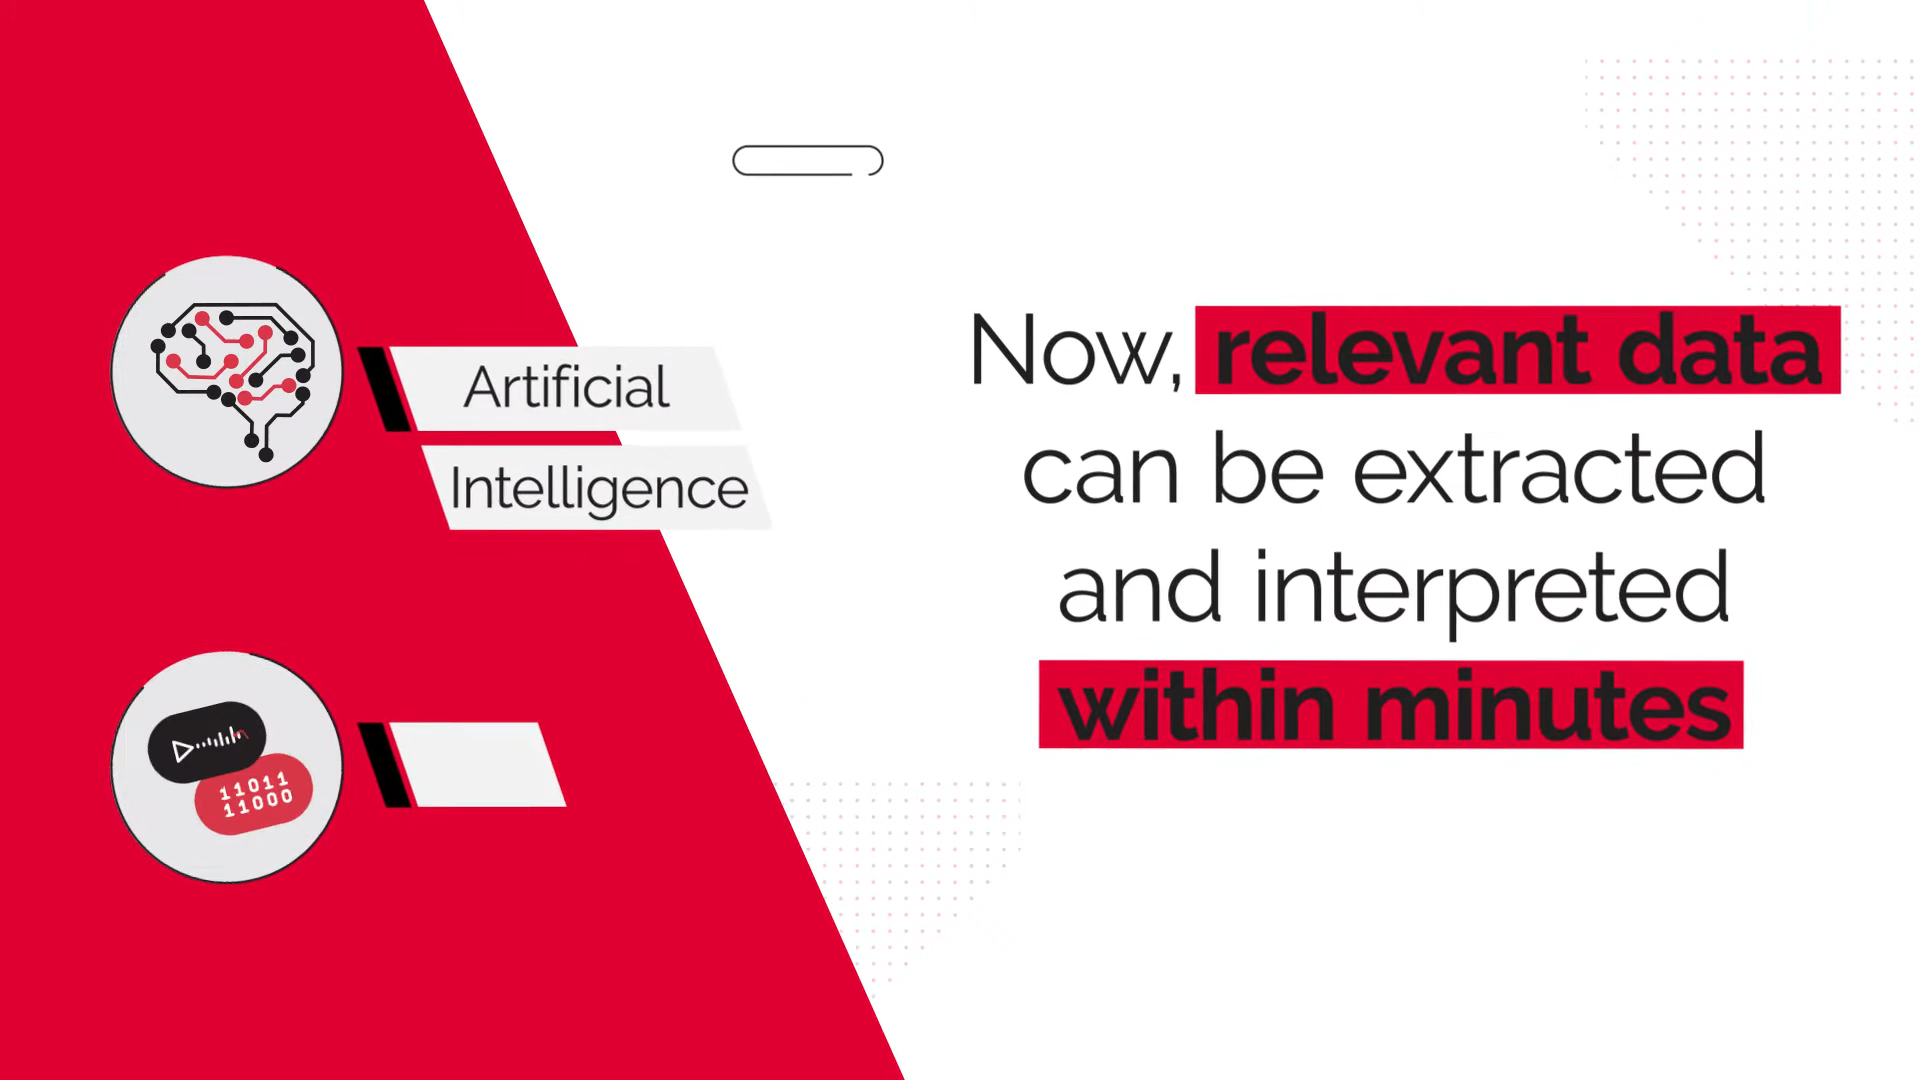 Artificial
Intelligence
11011
11000
Now, relevant data
can be extracted
and interpreted
within minutes